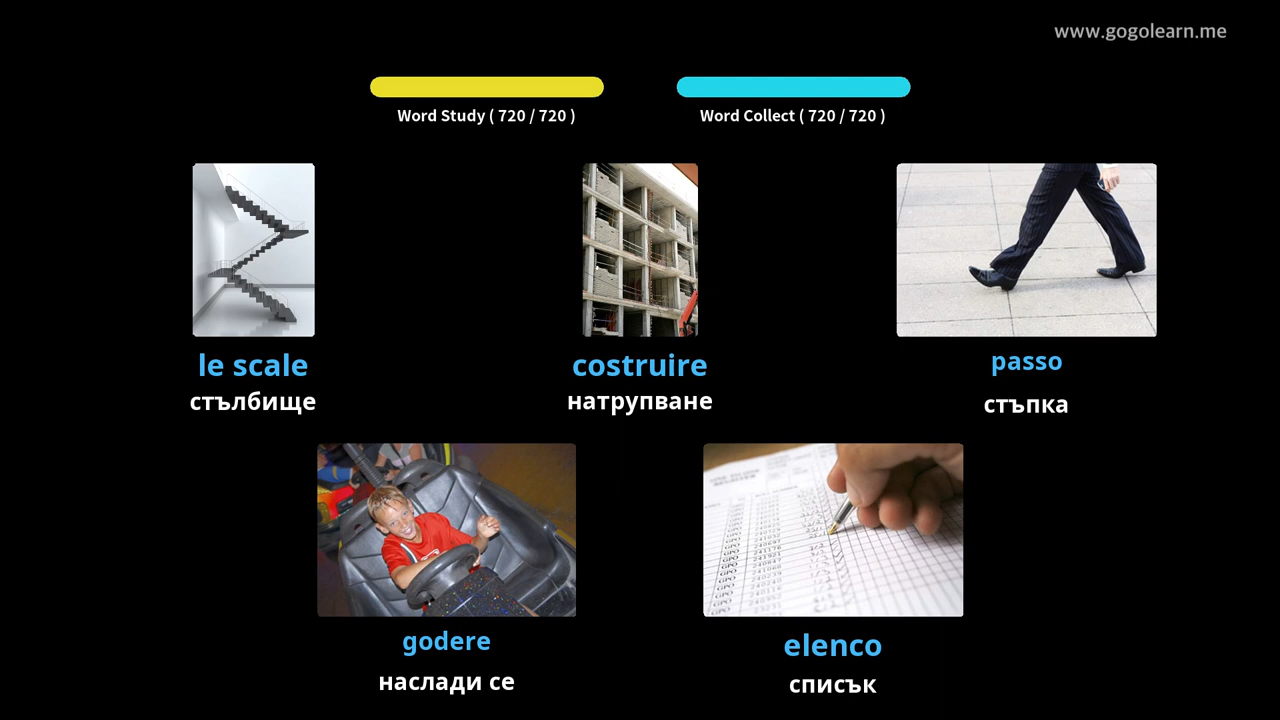 www.gogolearn.me
Word Study ( 720 / 720 )
Word Collect ( 720 / 720 )
le scale
стълбище
costruire
натрупване
passo
стъпка
godere
наслади се
elenco
списък